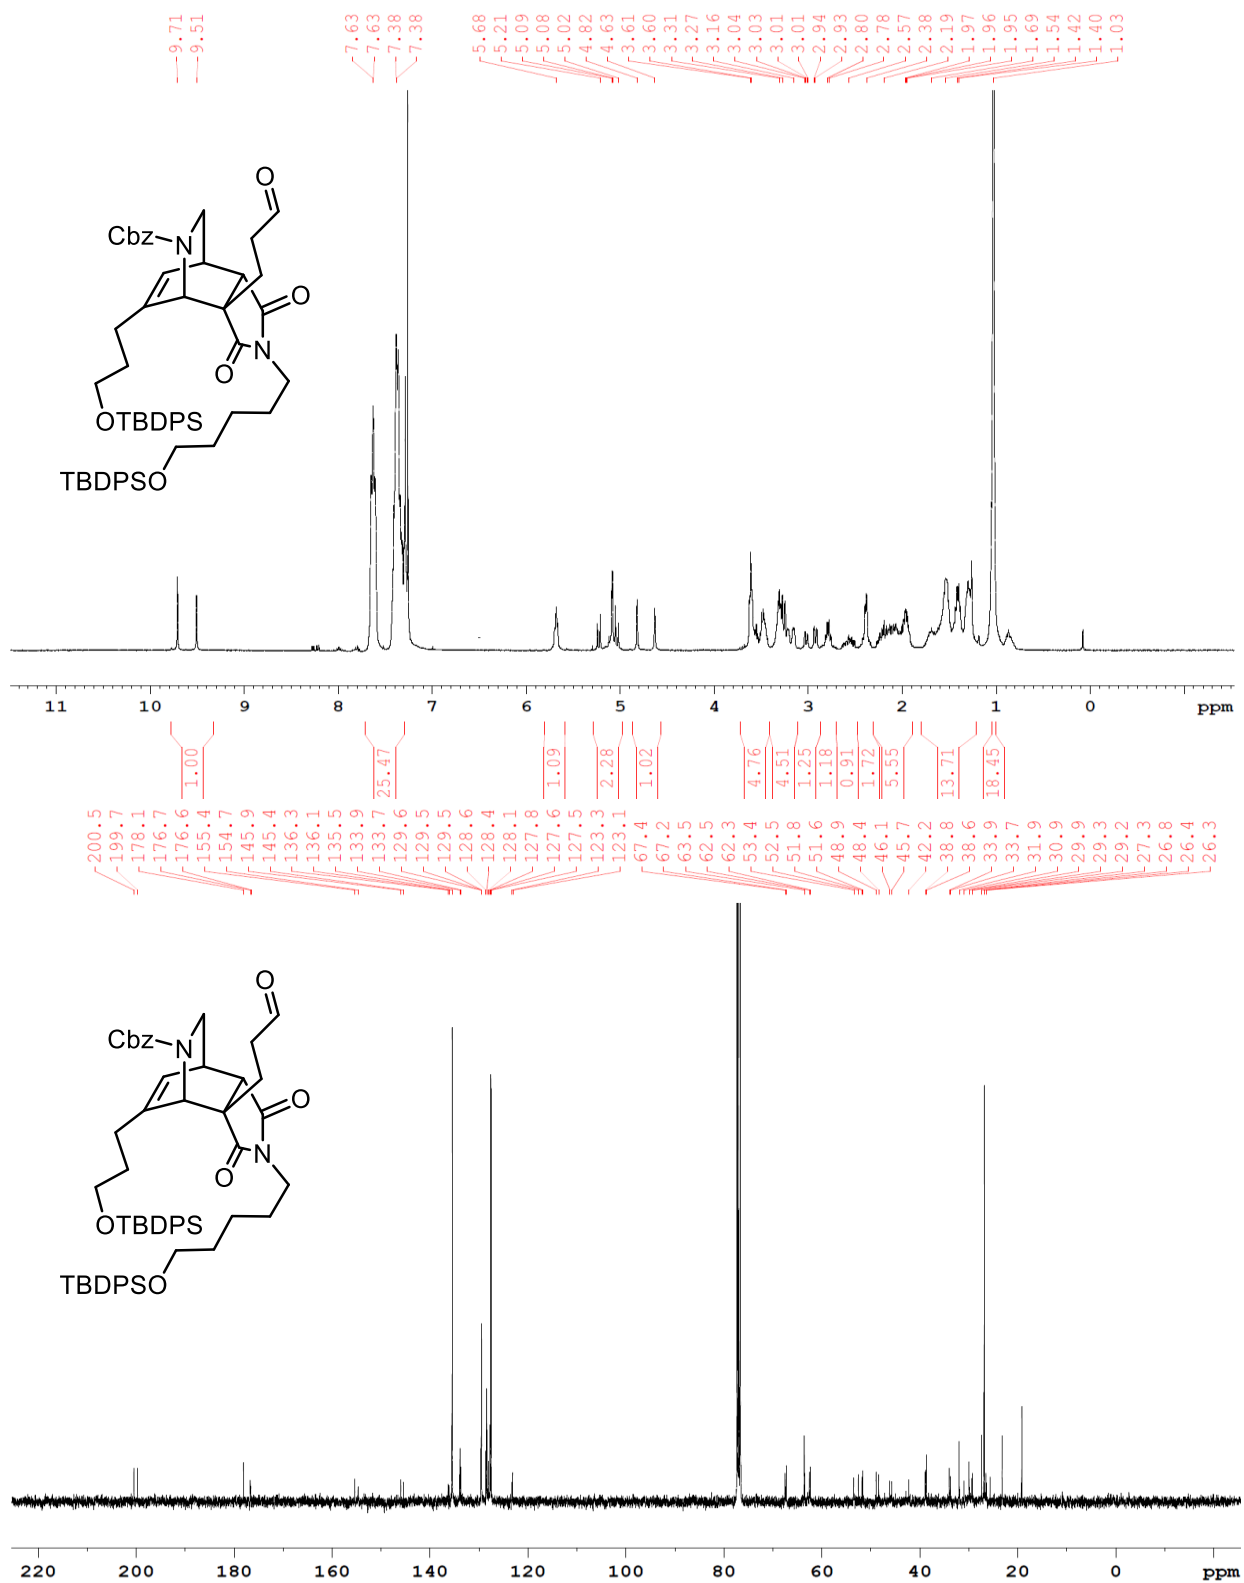 9.71 9.51 7.63 7.63 7.38 7.38 5.68 5.21 5.09 5.08 5.02 4.82 4.63 3.61 3.60 3.31 3.27 3.16 3.04 3.03 3.01 3.01 2.94 2.93 2.80 2.78 2.57 2.38 2.19 1.97 1.96 1.95 1.69 1.54 1.42 1.40 1.03
O
Cbz N
O
N
O
OTBDPS
TBDPSO
11 10 9 8 7 6 5 4 3 2 1 0 ppm
1.00 25.47 1.09 2.28 1.02 4.76 4.51 1.25 1.18 0.91 1.72 5.55 13.71 18.45
200.5 199.7 178.1 176.7 176.6 155.4 154.7 145.9 145.4 136.3 136.1 135.5 133.9 133.7 129.6 129.5 129.5 128.6 128.4 128.1 127.8 127.6 127.5 123.3 123.1 67.4 67.2 63.5 62.5 62.3 53.4 52.5 51.8 51.6 48.9 48.4 46.1 45.7 42.2 38.8 38.6 33.9 33.7 31.9 30.9 29.9 29.3 29.2 27.3 26.8 26.4 26.3
O
Cbz N
O
N
O
OTBDPS
TBDPSO
220 200 180 160 140 120 100 80 60 40 20 0 ppm